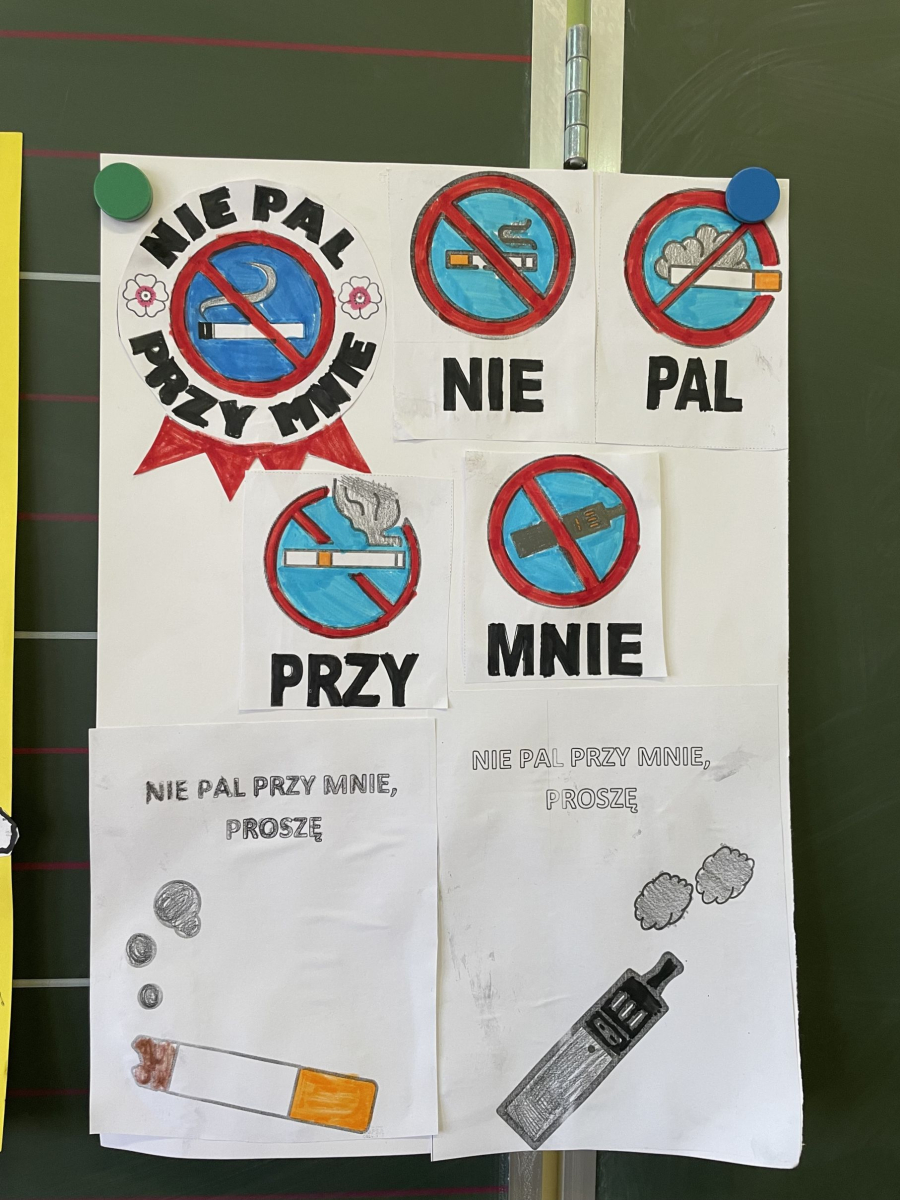 NIE PAL
PRZY MNIE
NIE
PAL
PRZY
MNIE
NIE PAL PRZY MNIE,
PROSZĘ
NIE PAL PRZY MNIE,
PROSZĘ